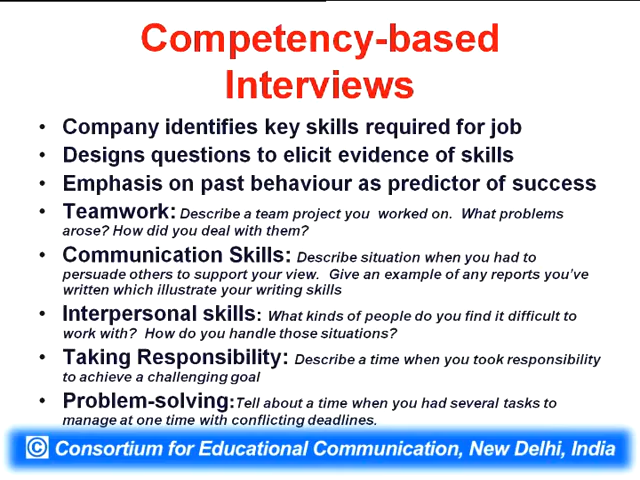 Competency-based
Interviews
• Company identifies key skills required for job
• Designs questions to elicit evidence of skills
• Emphasis on past behaviour as predictor of success
• Teamwork: Describe a team project you worked on. What problems
arose? How did you deal with them?
• Communication Skills: Describe situation when you had to
persuade others to support your view. Give an example of any reports you've
written which illustrate your writing skills
• Interpersonal skills: What kinds of people do you find it difficult to
work with? How do you handle those situations?
• Taking Responsibility: Describe a time when you took responsibility
to achieve a challenging goal
• Problem-solving:Tell about a time when you had several tasks to
manage at one time with conflicting deadlines.
© Consortium for Educational Communication, New Delhi, India